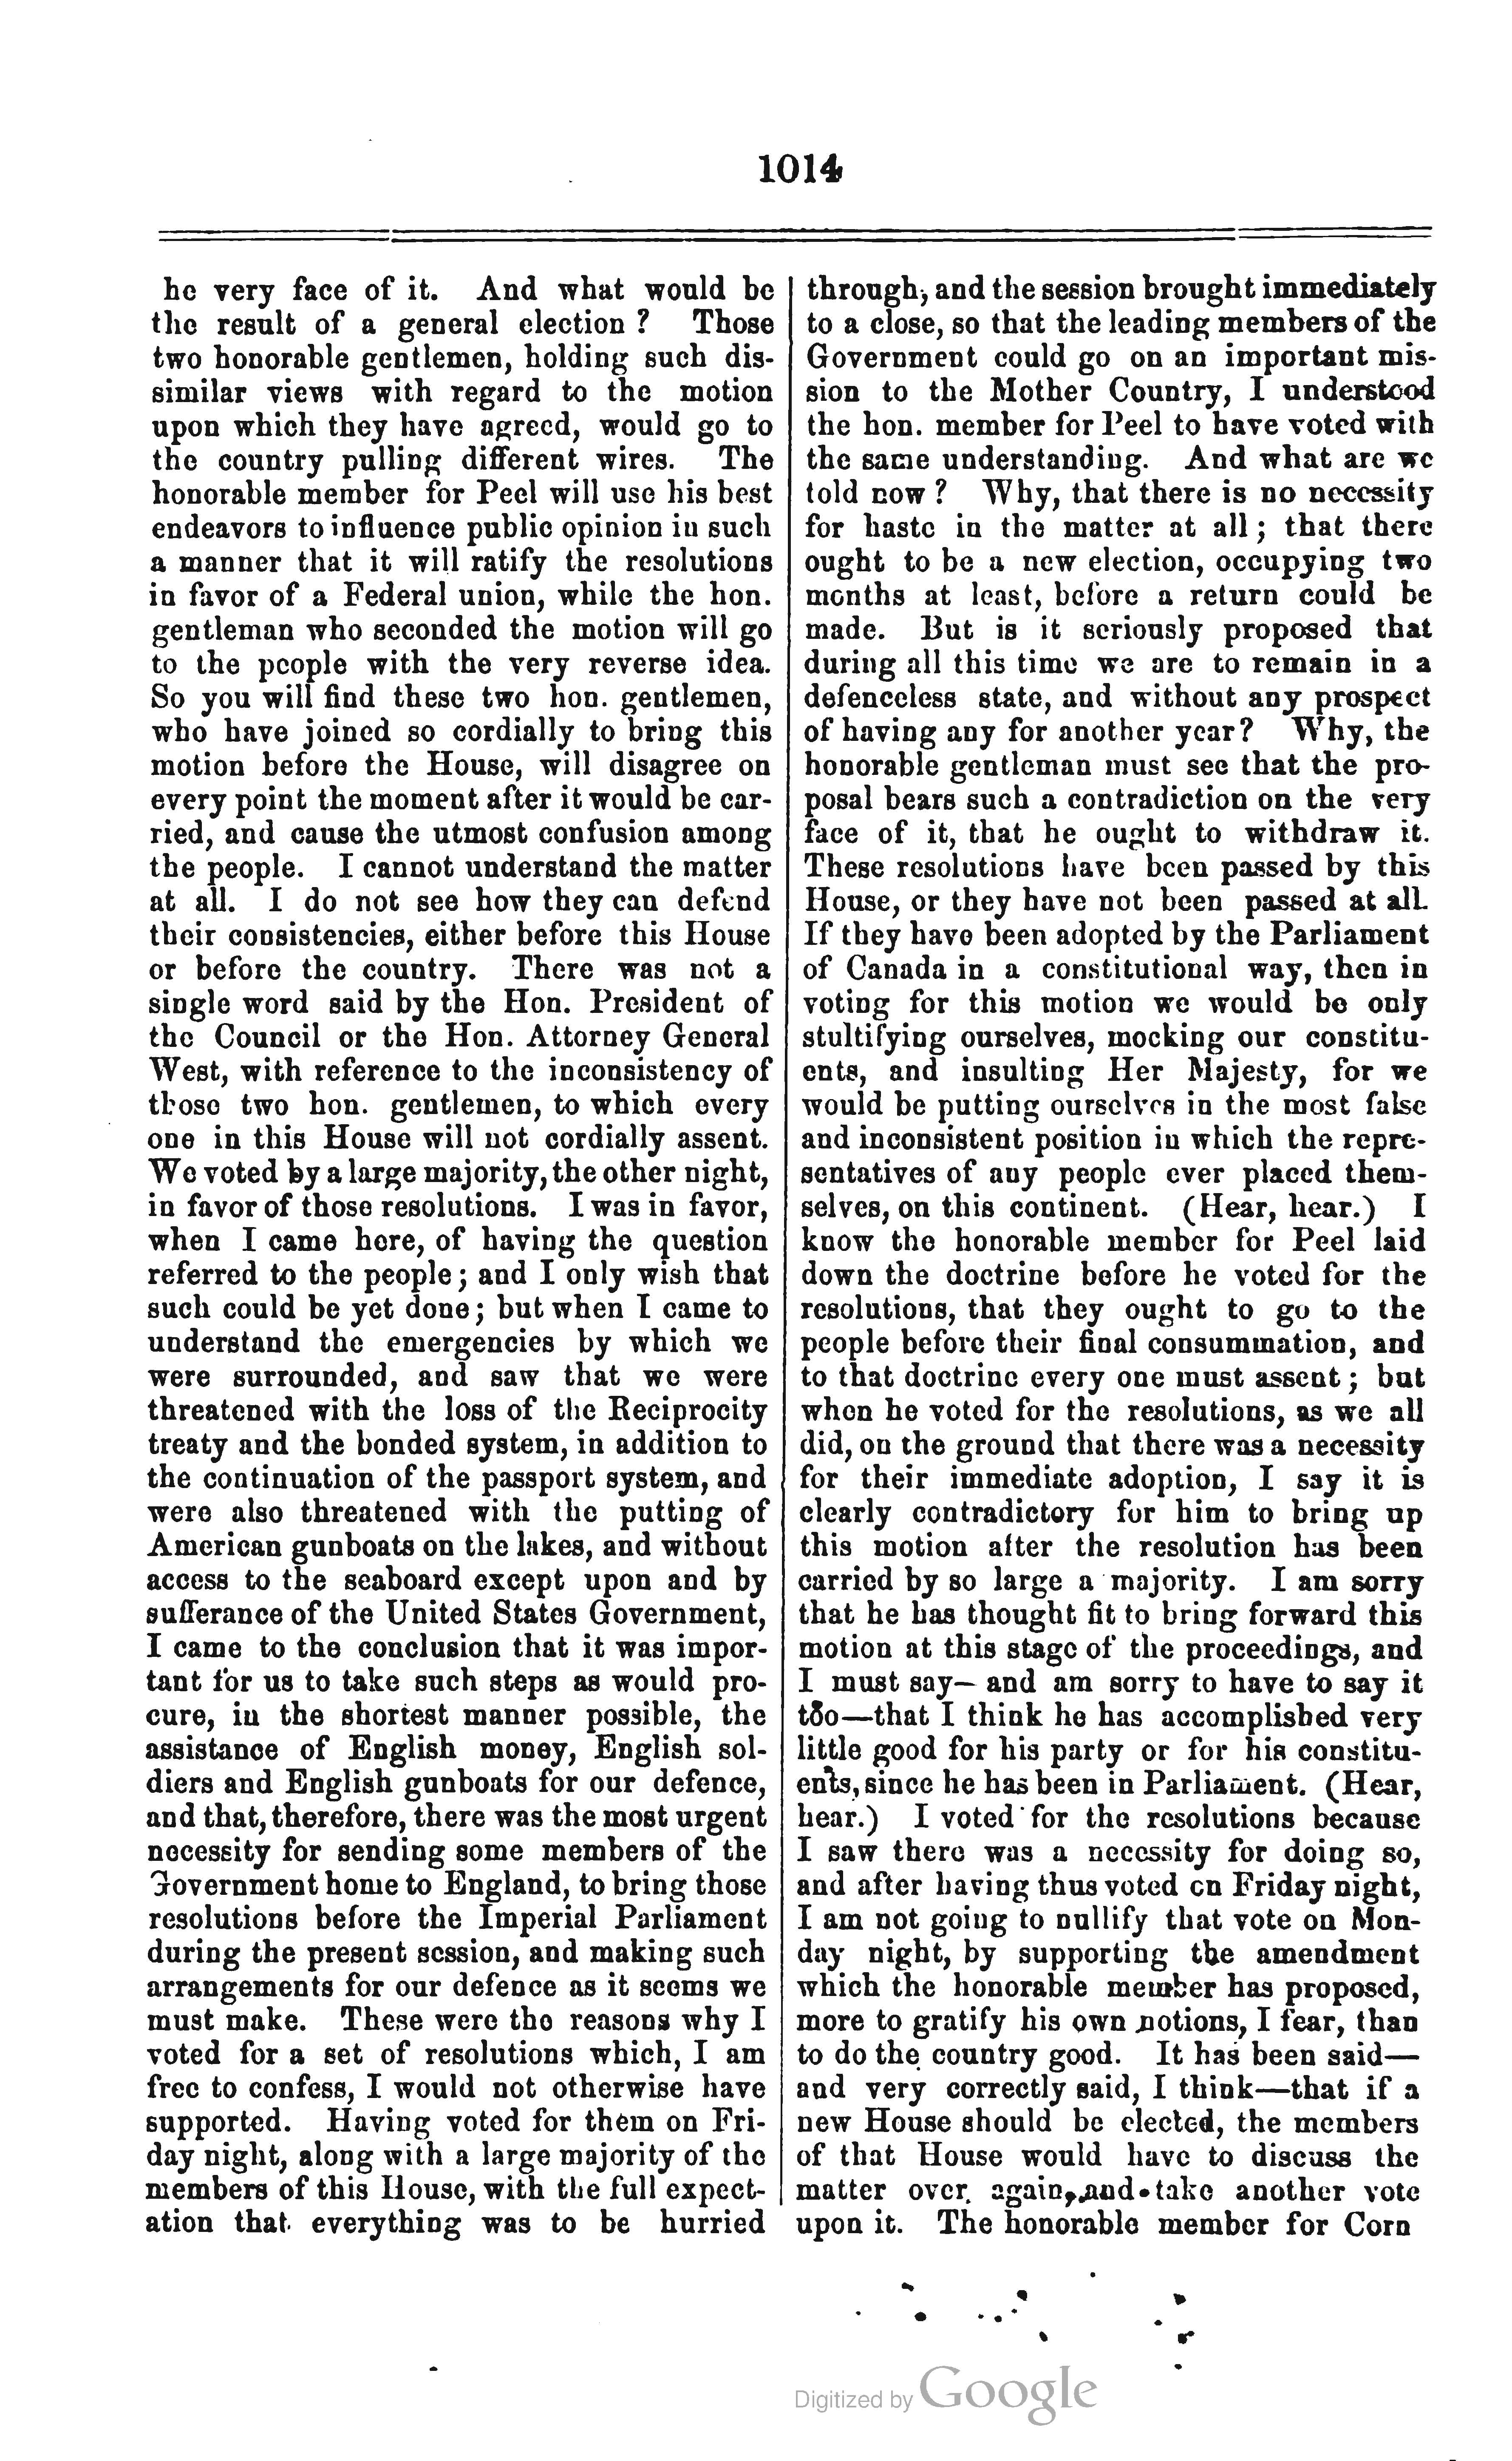 1014
he very face of it. And what would be
the result of a general election ? Those
two honorable gentlemen, holding such dis-
similar views with regard to the motion
upon which they have agreed, would go to
the country pulling different wires. The
honorable member for Peel will use his best
endeavors to influence public opinion in such
a manner that it will ratify the resolutions
in favor of a Federal union, while the hon.
gentleman who seconded the motion will go
to the people with the very reverse idea.
So you will find these two hon. gentlemen,
who have joined so cordially to bring this
motion before the House, will disagree on
every point the moment after it would be car-
ried, and cause the utmost confusion among
the people. I cannot understand the matter
at all. I do not see how they can defend
their consistencies, either before this House
or before the country. There was not a
single word said by the Hon. President of
the Council or the Hon. Attorney General
West, with reference to the inconsistency of
those two hon. gentlemen, to which every
one in this House will not cordially assent.
We voted by a large majority, the other night,
in favor of those resolutions. I was in favor,
when I came here, of having the question
referred to the people; and I only wish that
such could be yet done; but when I came to
understand the emergencies by which we
were surrounded, and saw that we were
threatened with the loss of the Reciprocity
treaty and the bonded system, in addition to
the continuation of the passport system, and
were also threatened with the putting of
American gunboats on the lakes, and without
access to the seaboard except upon and by
sufferance of the United States Government,
I came to the conclusion that it was impor-
tant for us to take such steps as would pro-
cure, in the shortest manner possible, the
assistance of English money, English sol-
diers and English gunboats for our defence,
and that, therefore, there was the most urgent
necessity for sending some members of the
Government home to England, to bring those
resolutions before the Imperial Parliament
during the present session, and making such
arrangements for our defence as it seems we
must make. These were the reasons why I
voted for a set of resolutions which, I am
free to confess, I would not otherwise have
supported. Having voted for them on Fri-
day night, along with a large majority of the
members of this House, with the full expect-
ation that everything was to be hurried
through, and the session brought immediately
to a close, so that the leading members of the
Government could go on an important mis-
sion to the Mother Country, I understood
the hon. member for Peel to have voted with
the same understanding. And what are we
told now ? Why, that there is no necessity
for haste in the matter at all ; that there
ought to be a new election, occupying two
months at least, before a return could be
made. But is it seriously proposed that
during all this time we are to remain in a
defenceless state, and without any prospect
of having any for another year? Why, the
honorable gentleman must see that the pro-
posal bears such a contradiction on the very
face of it, that he ought to withdraw it.
These resolutions have been passed by this
House, or they have not been passed at all.
If they have been adopted by the Parliament
of Canada in a constitutional way, then in
voting for this motion we would be only
stultifying ourselves, mocking our constitu-
ents, and insulting Her Majesty, for we
would be putting ourselves in the most false
and inconsistent position in which the repre-
sentatives of any people ever placed them-
selves, on this continent. (Hear, hear.) I
know the honorable member for Peel laid
down the doctrine before he voted for the
resolutions, that they ought to go to the
people before their final consummation, and
to that doctrine every one must assent ; but
when he voted for the resolutions, as we all
did, on the ground that there was a necessity
for their immediate adoption, I say it is
clearly contradictory for him to bring up
this motion after the resolution has been
carried by so large a majority. I am sorry
that he has thought fit to bring forward this
motion at this stage of the proceedings, and
I must say— and am sorry to have to say it
too—that I think he has accomplished very
little good for his party or for his constitu-
ents, since he has been in Parliament. (Hear,
hear.) I voted for the resolutions because
I saw there was a necessity for doing so,
and after having thus voted on Friday night,
I am not going to nullify that vote on Mon-
day night, by supporting the amendment
which the honorable member has proposed,
more to gratify his own notions, I fear, than
to do the country good. It has been said—
and very correctly said, I think—that if a
new House should be elected, the members
of that House would have to discuss the
matter over again, and take another vote
upon it. The honorable member for Corn
Digitized by Google